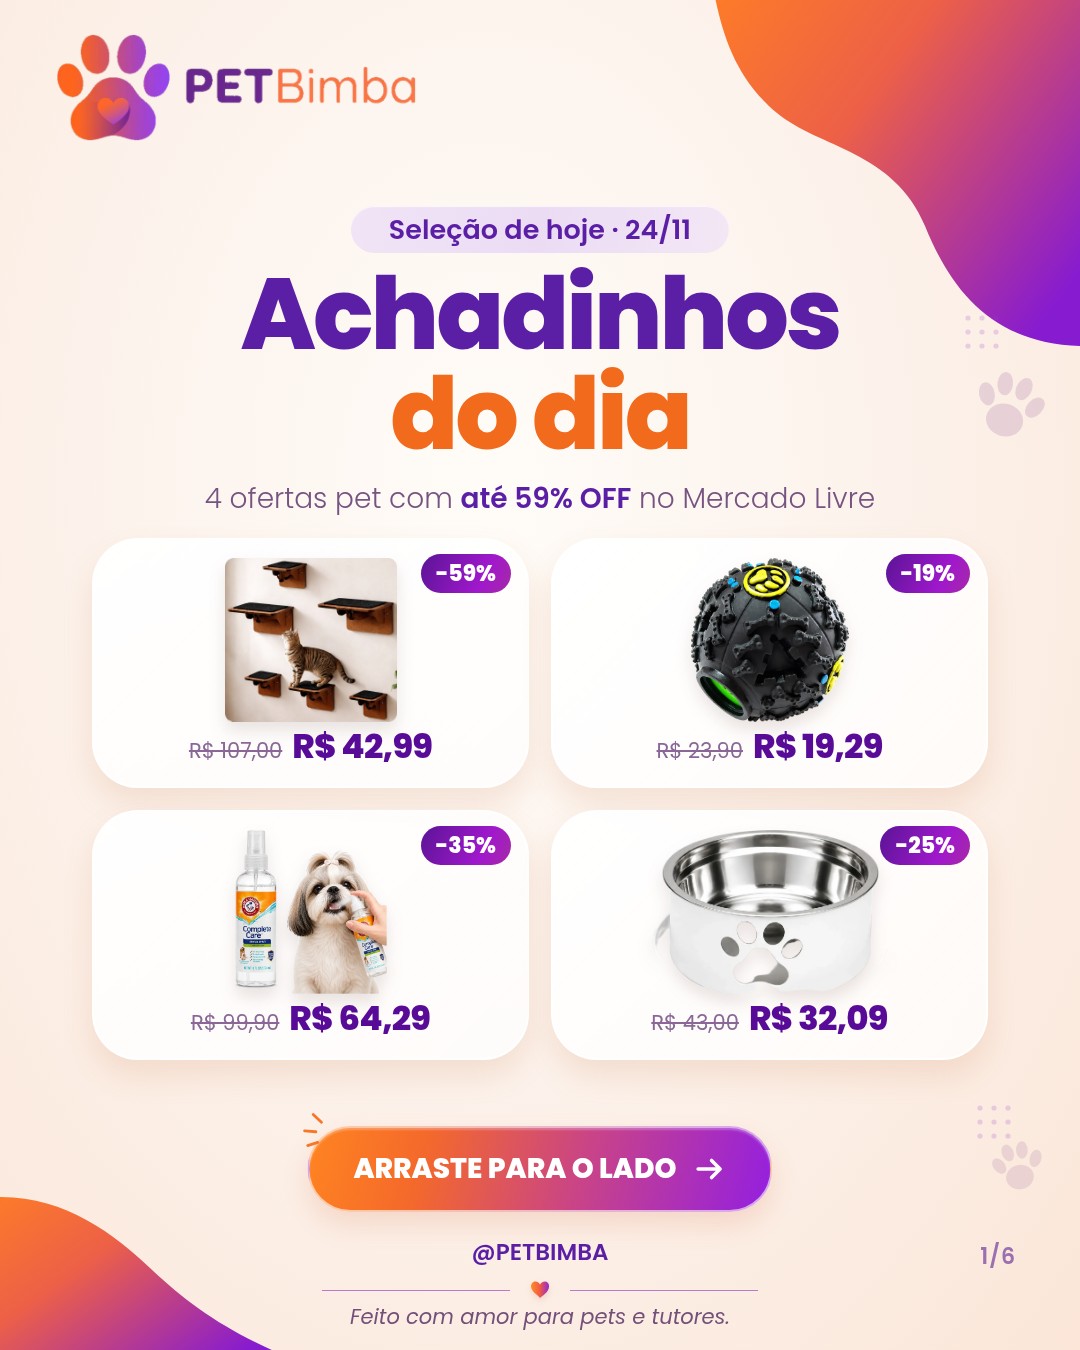 PETBimba
Seleção de hoje · 24/11
Achadinhos
do dia
4 ofertas pet com até 59% OFF no Mercado Livre
-59%
R$ 107,00 R$ 42,99
-19%
R$ 23,90 R$ 19,29
-35%
Complete
Care
R$ 99,90 R$ 64,29
-25%
R$ 43,00 R$ 32,09
ARRASTE PARA O LADO →
@PETBIMBA
1/6
Feito com amor para pets e tutores.